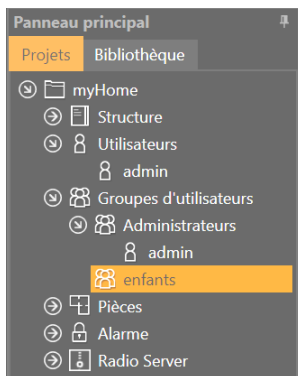 Panneau principal
Projets Bibliothèque
myHome
Structure
Utilisateurs
admin
Groupes d'utilisateurs
Administrateurs
admin
enfants
Pièces
Alarme
Radio Server